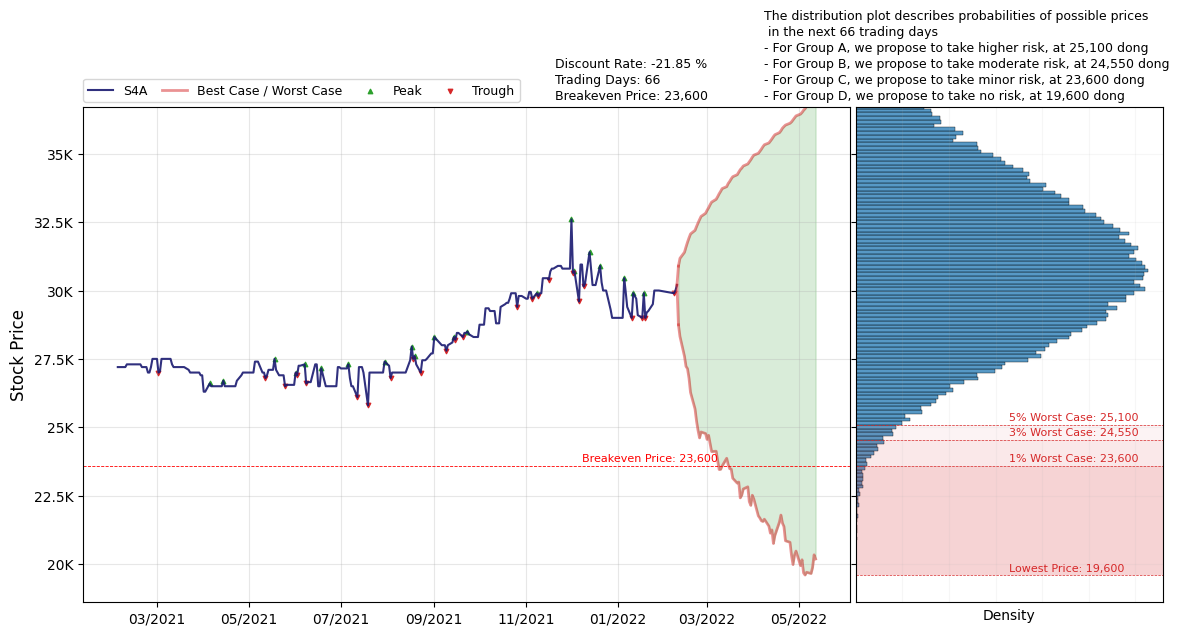 The distribution plot describes probabilities of possible prices
in the next 66 trading days
- For Group A, we propose to take higher risk, at 25,100 dong
- For Group B, we propose to take moderate risk, at 24,550 dong
- For Group C, we propose to take minor risk, at 23,600 dong
- For Group D, we propose to take no risk, at 19,600 dong
Discount Rate: -21.85 %
Trading Days: 66
Breakeven Price: 23,600
S4A Best Case / Worst Case Peak Trough
Stock Price
35K
32.5K
30K
27.5K
25K
22.5K
20K
Breakeven Price: 23,600
03/2021 05/2021 07/2021 09/2021 11/2021 01/2022 03/2022 05/2022
5% Worst Case: 25,100
3% Worst Case: 24,550
1% Worst Case: 23,600
Lowest Price: 19,600
Density